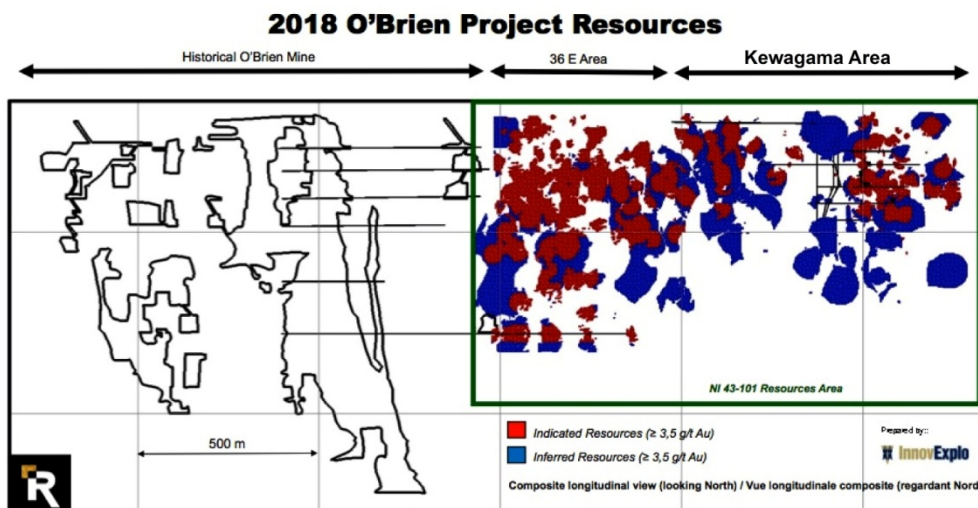 2018 O'Brien Project Resources
Historical O'Brien Mine
36 E Area
Kewagama Area
NI 43-101 Resources Area
500 m
Indicated Resources (≥ 3,5 g/t Au)
Inferred Resources (≥ 3,5 g/t Au)
Prepared by::
InnovExplo
R
Composite longitudinal view (looking North) / Vue longitudinale composite (regardant Nord